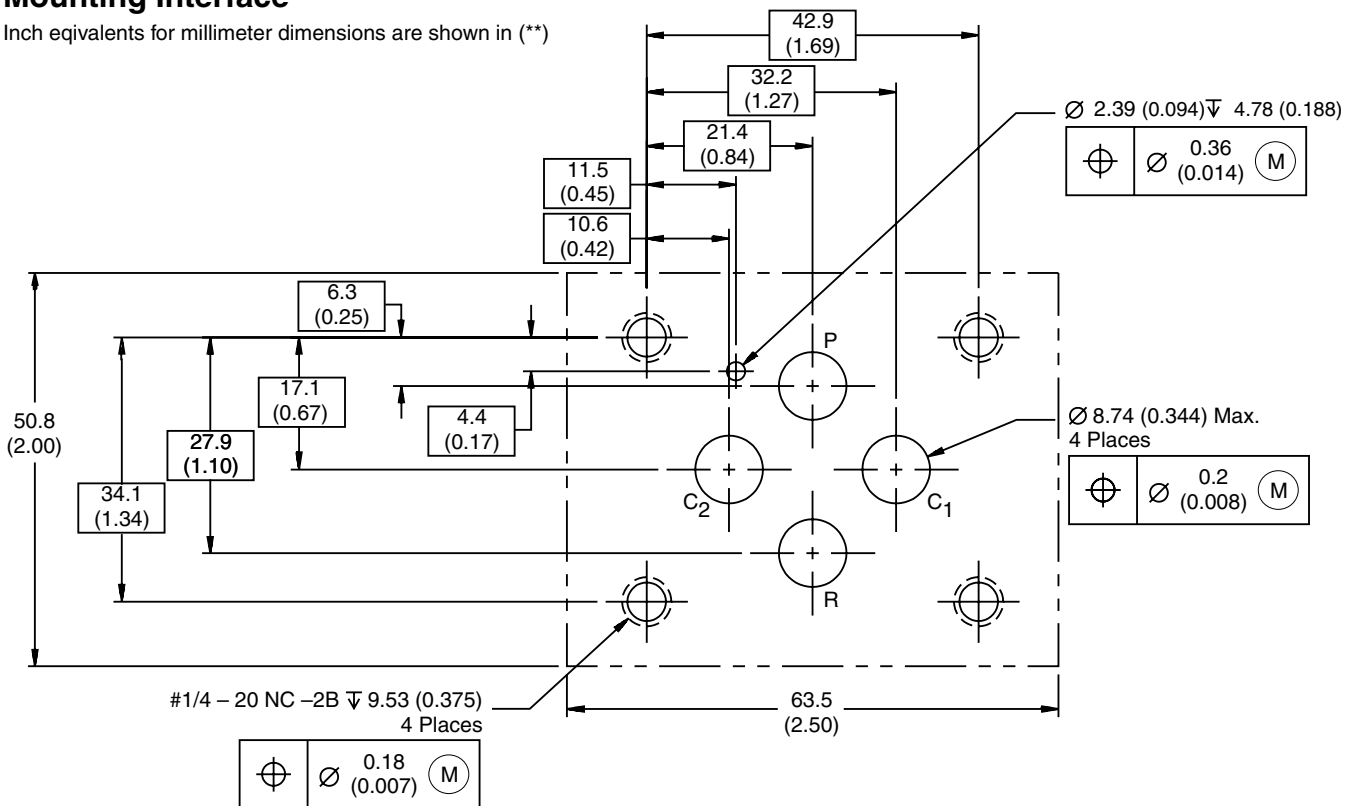 Mounting Interface
Inch eqivalents for millimeter dimensions are shown in (**)
42.9
(1.69)
32.2
(1.27)
21.4
(0.84)
11.5
(0.45)
10.6
(0.42)
Ø 2.39 (0.094)↧ 4.78 (0.188)
⌖ Ø 0.36
(0.014) Ⓜ
6.3
(0.25)
17.1
(0.67)
4.4
(0.17)
27.9
(1.10)
34.1
(1.34)
50.8
(2.00)
P
C2
C1
R
Ø 8.74 (0.344) Max.
4 Places
⌖ Ø 0.2
(0.008) Ⓜ
#1/4 – 20 NC –2B ↧ 9.53 (0.375)
4 Places
⌖ Ø 0.18
(0.007) Ⓜ
63.5
(2.50)